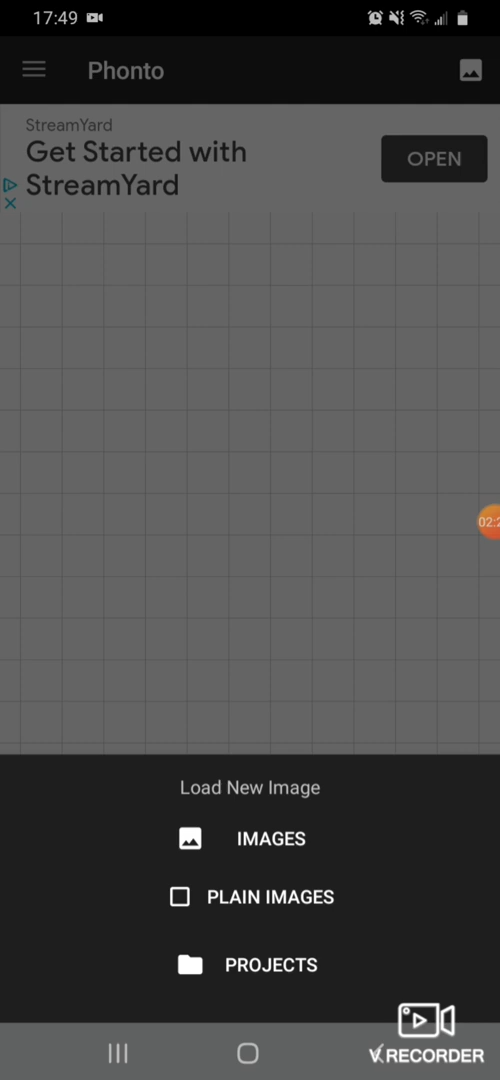 17:49
Phonto
StreamYard
Get Started with
StreamYard
OPEN
Load New Image
IMAGES
PLAIN IMAGES
PROJECTS
RECORDER